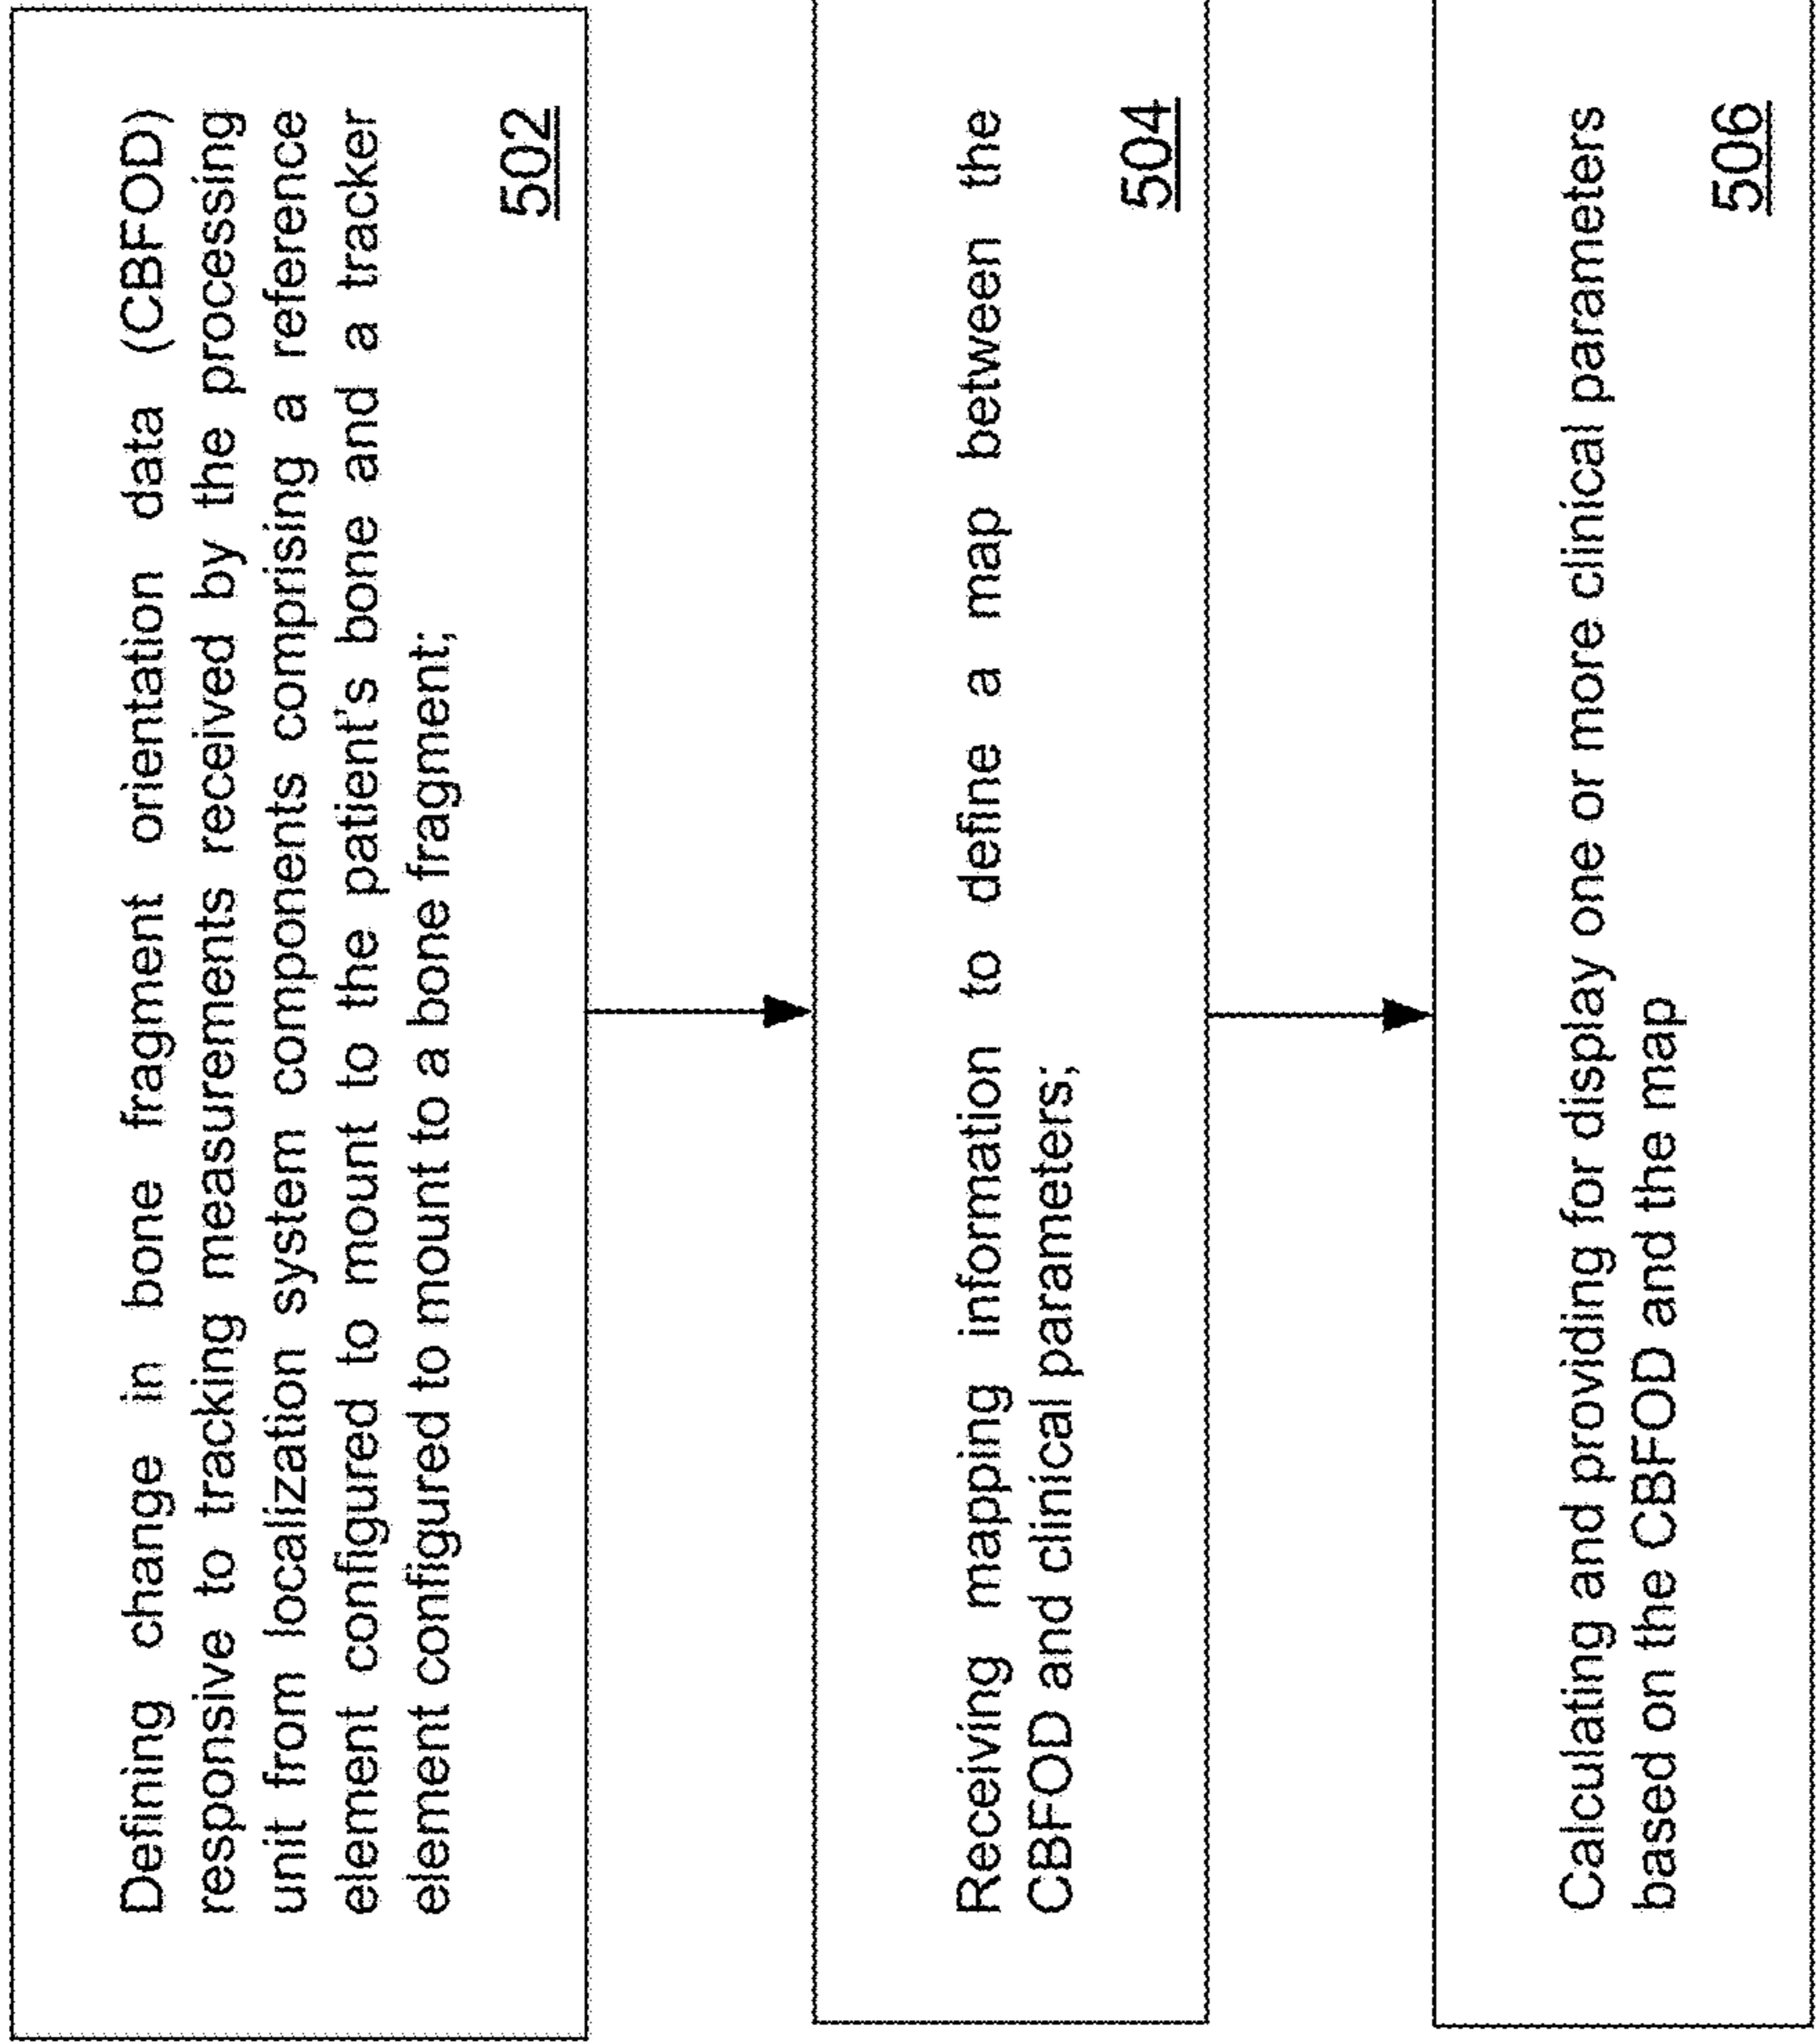 Defining change in bone fragment orientation data (CBFOD)
responsive to tracking measurements received by the processing
unit from localization system components comprising a reference
element configured to mount to the patient's bone and a tracker
element configured to mount to a bone fragment;
502
Receiving mapping information to define a map between the
CBFOD and clinical parameters;
504
Calculating and providing for display one or more clinical parameters
based on the CBFOD and the map
506